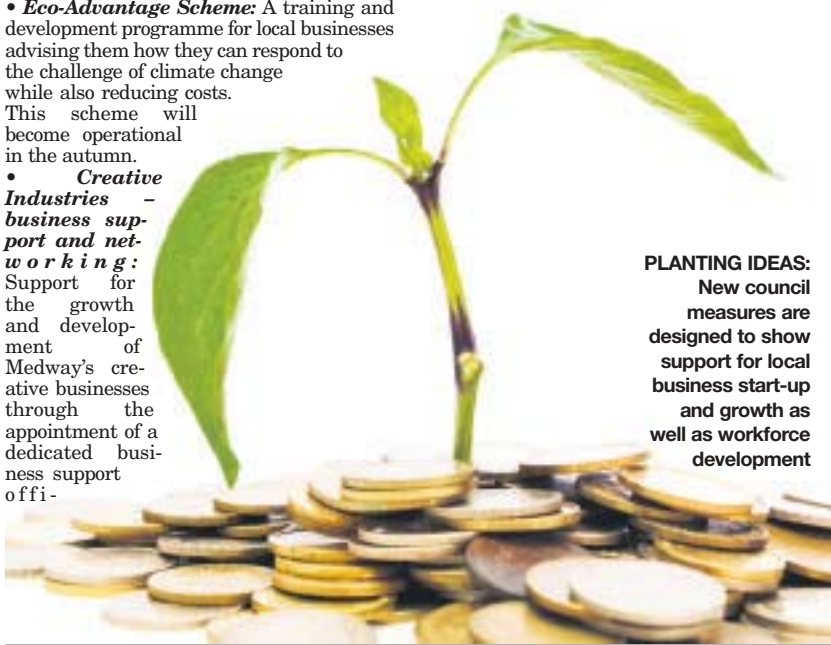 • Eco-Advantage Scheme: A training and
development programme for local businesses
advising them how they can respond to
the challenge of climate change
while also reducing costs.
This scheme will
become operational
in the autumn.
• Creative
Industries –
business sup-
port and net-
working:
Support for
the growth
and develop-
ment of
Medway's cre-
ative businesses
through the
appointment of a
dedicated busi-
ness support
offi-
PLANTING IDEAS:
New council
measures are
designed to show
support for local
business start-up
and growth as
well as workforce
development